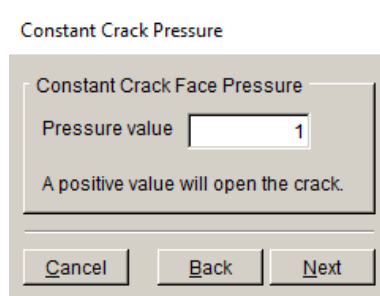 Constant Crack Pressure
Constant Crack Face Pressure
Pressure value 1
A positive value will open the crack.
Cancel Back Next